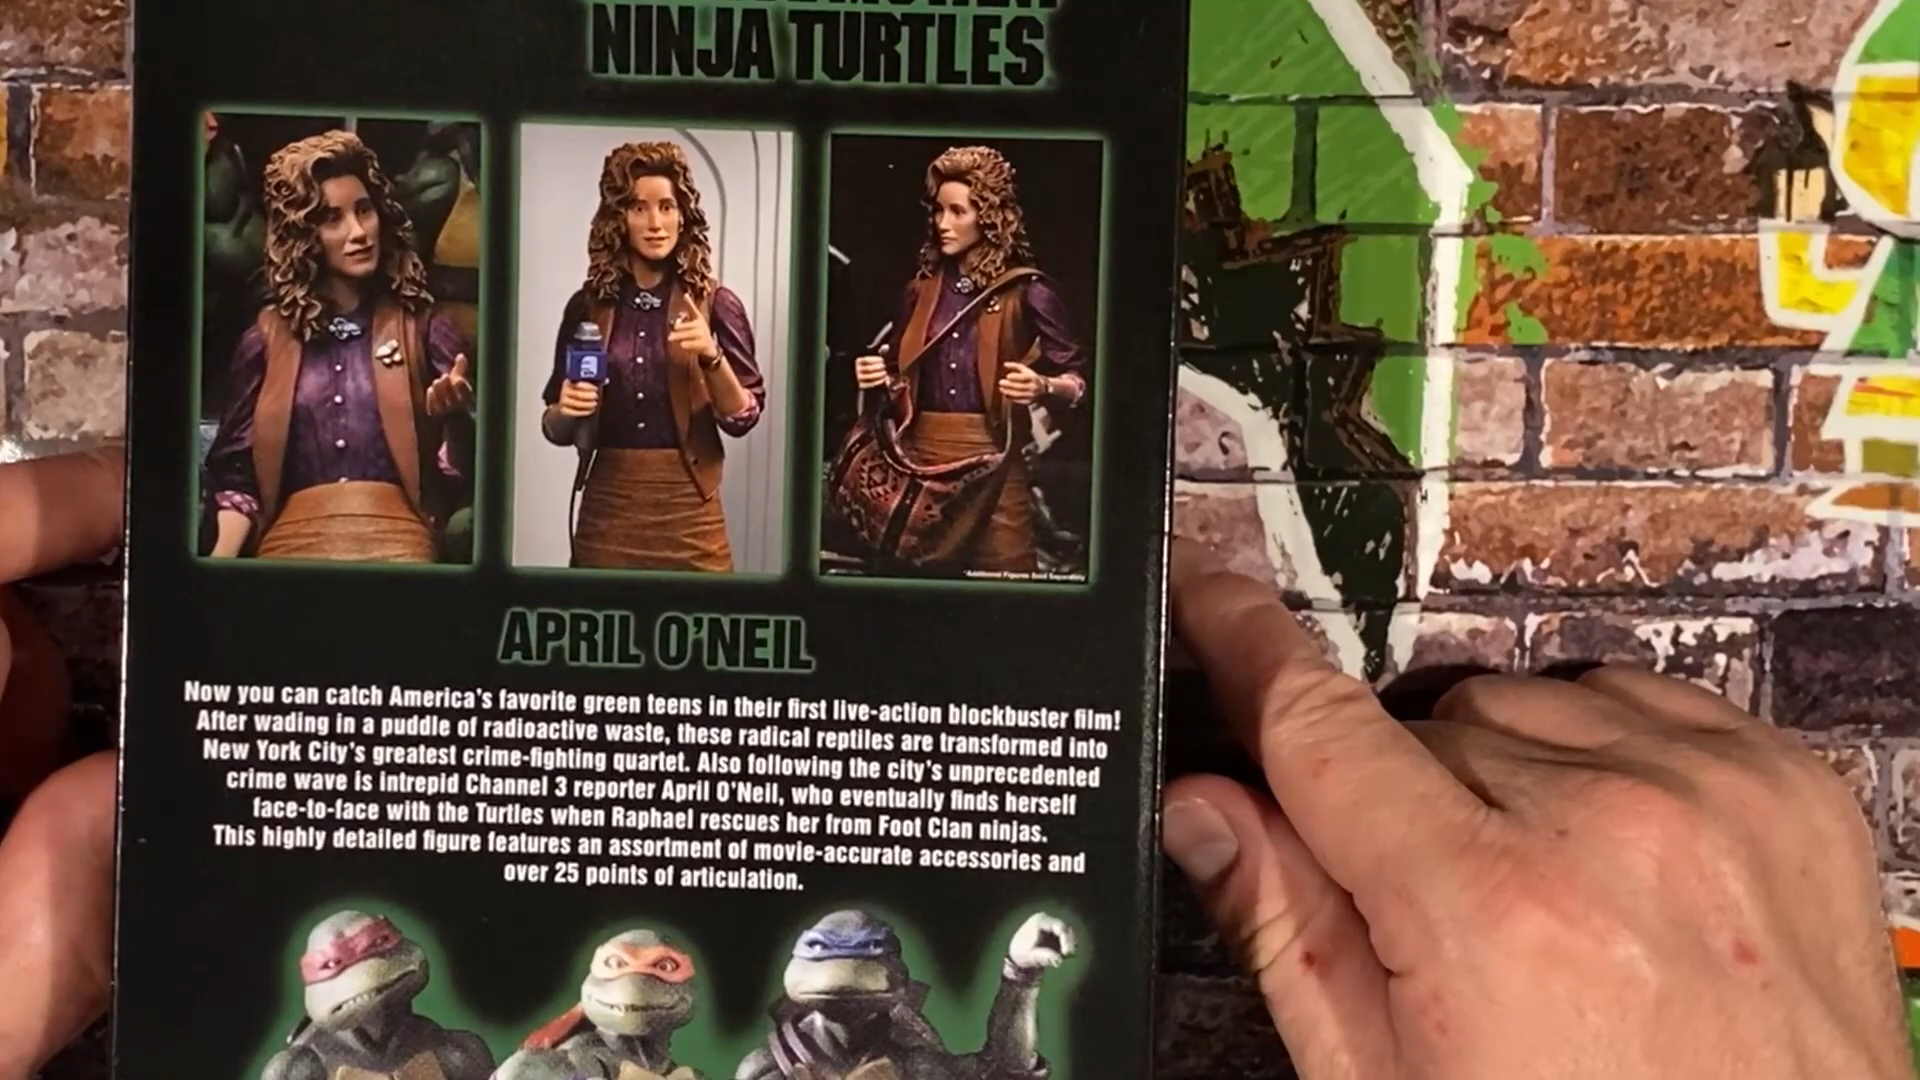 NINJA TURTLES
*Additional Figures Sold Separately
APRIL O'NEIL
Now you can catch America's favorite green teens in their first live-action blockbuster film!
After wading in a puddle of radioactive waste, these radical reptiles are transformed into
New York City's greatest crime-fighting quartet. Also following the city's unprecedented
crime wave is intrepid Channel 3 reporter April O'Neil, who eventually finds herself
face-to-face with the Turtles when Raphael rescues her from Foot Clan ninjas.
This highly detailed figure features an assortment of movie-accurate accessories and
over 25 points of articulation.